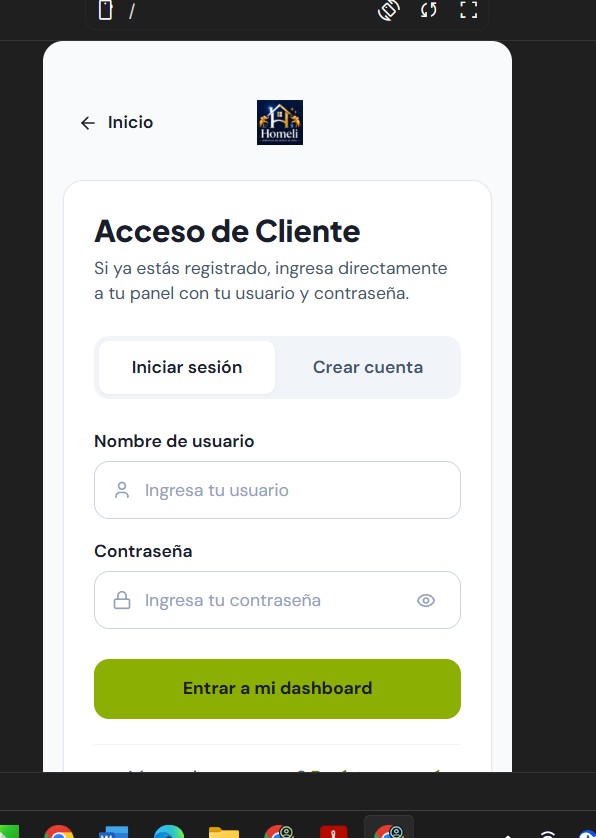 /
Inicio
Homeli
Acceso de Cliente
Si ya estás registrado, ingresa directamente
a tu panel con tu usuario y contraseña.
Iniciar sesión
Crear cuenta
Nombre de usuario
Ingresa tu usuario
Contraseña
Ingresa tu contraseña
Entrar a mi dashboard